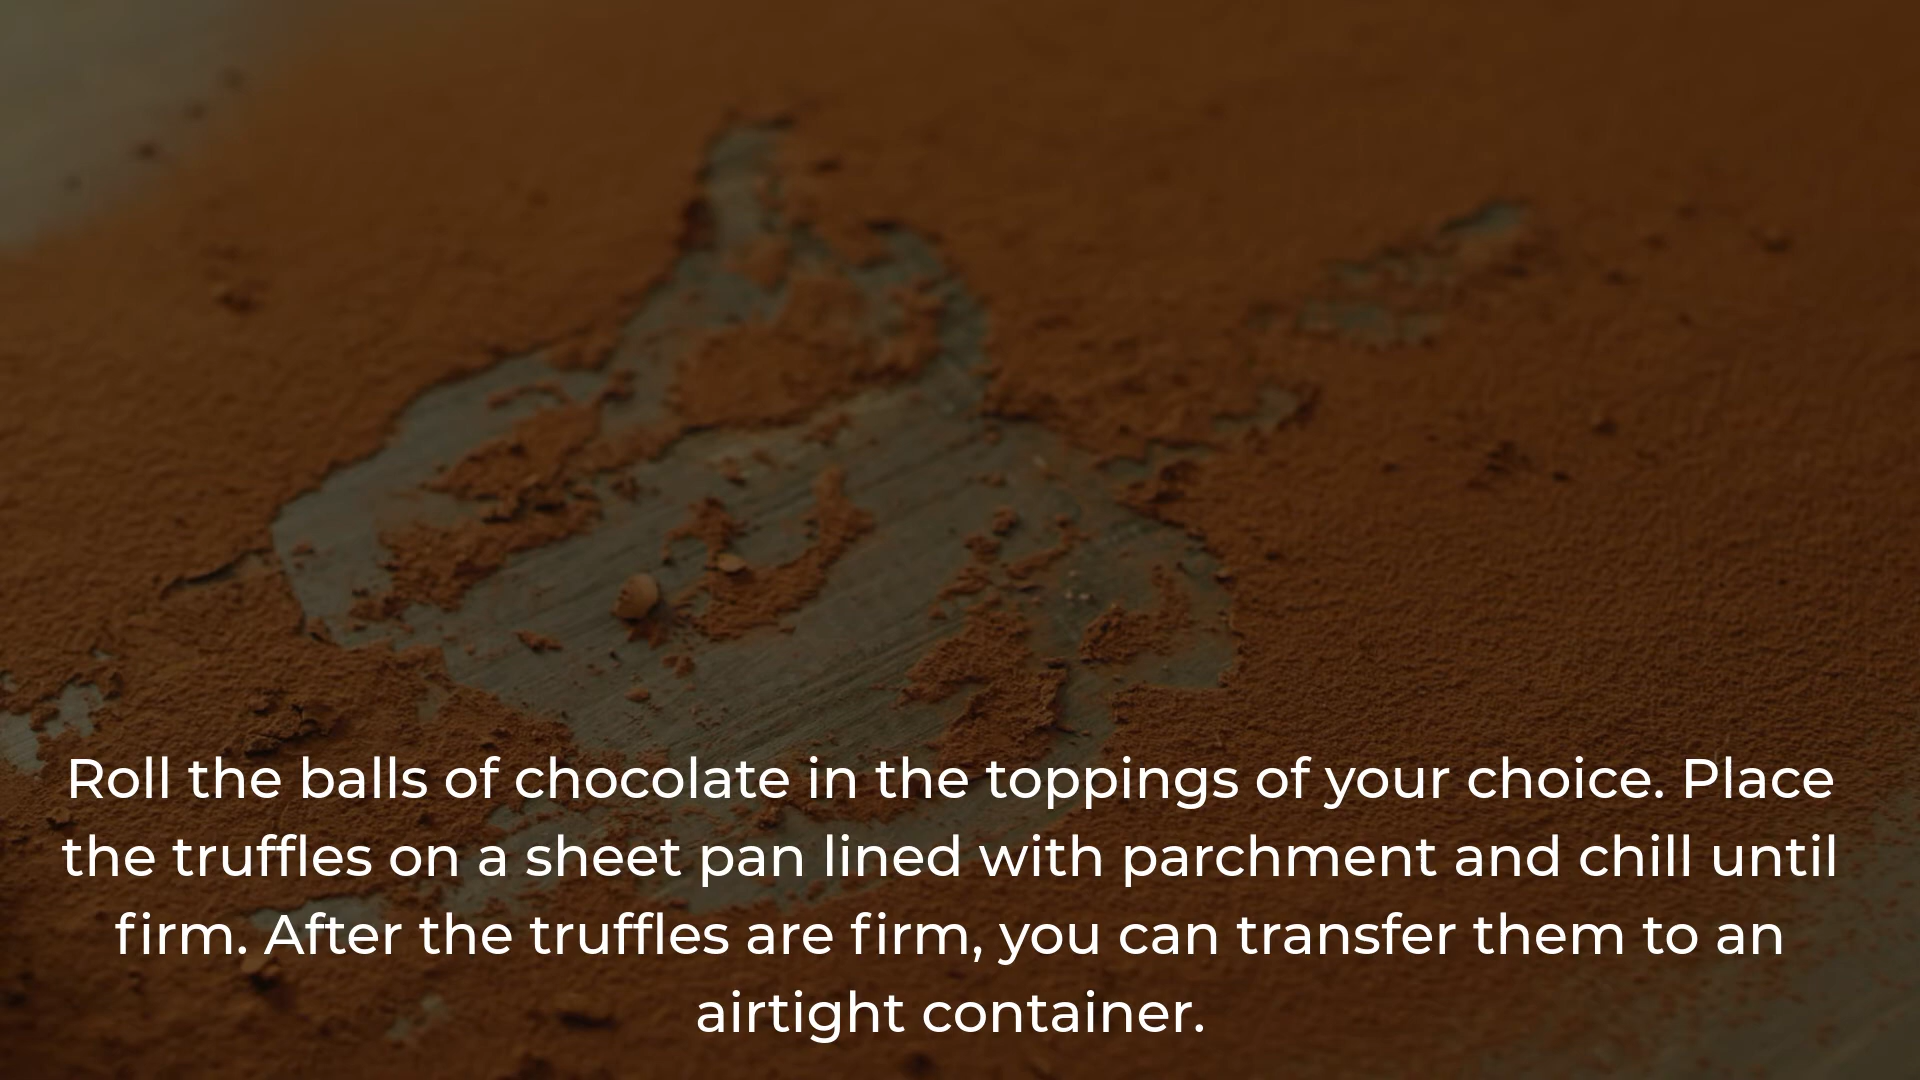 Roll the balls of chocolate in the toppings of your choice. Place
the truffles on a sheet pan lined with parchment and chill until
firm. After the truffles are firm, you can transfer them to an
airtight container.